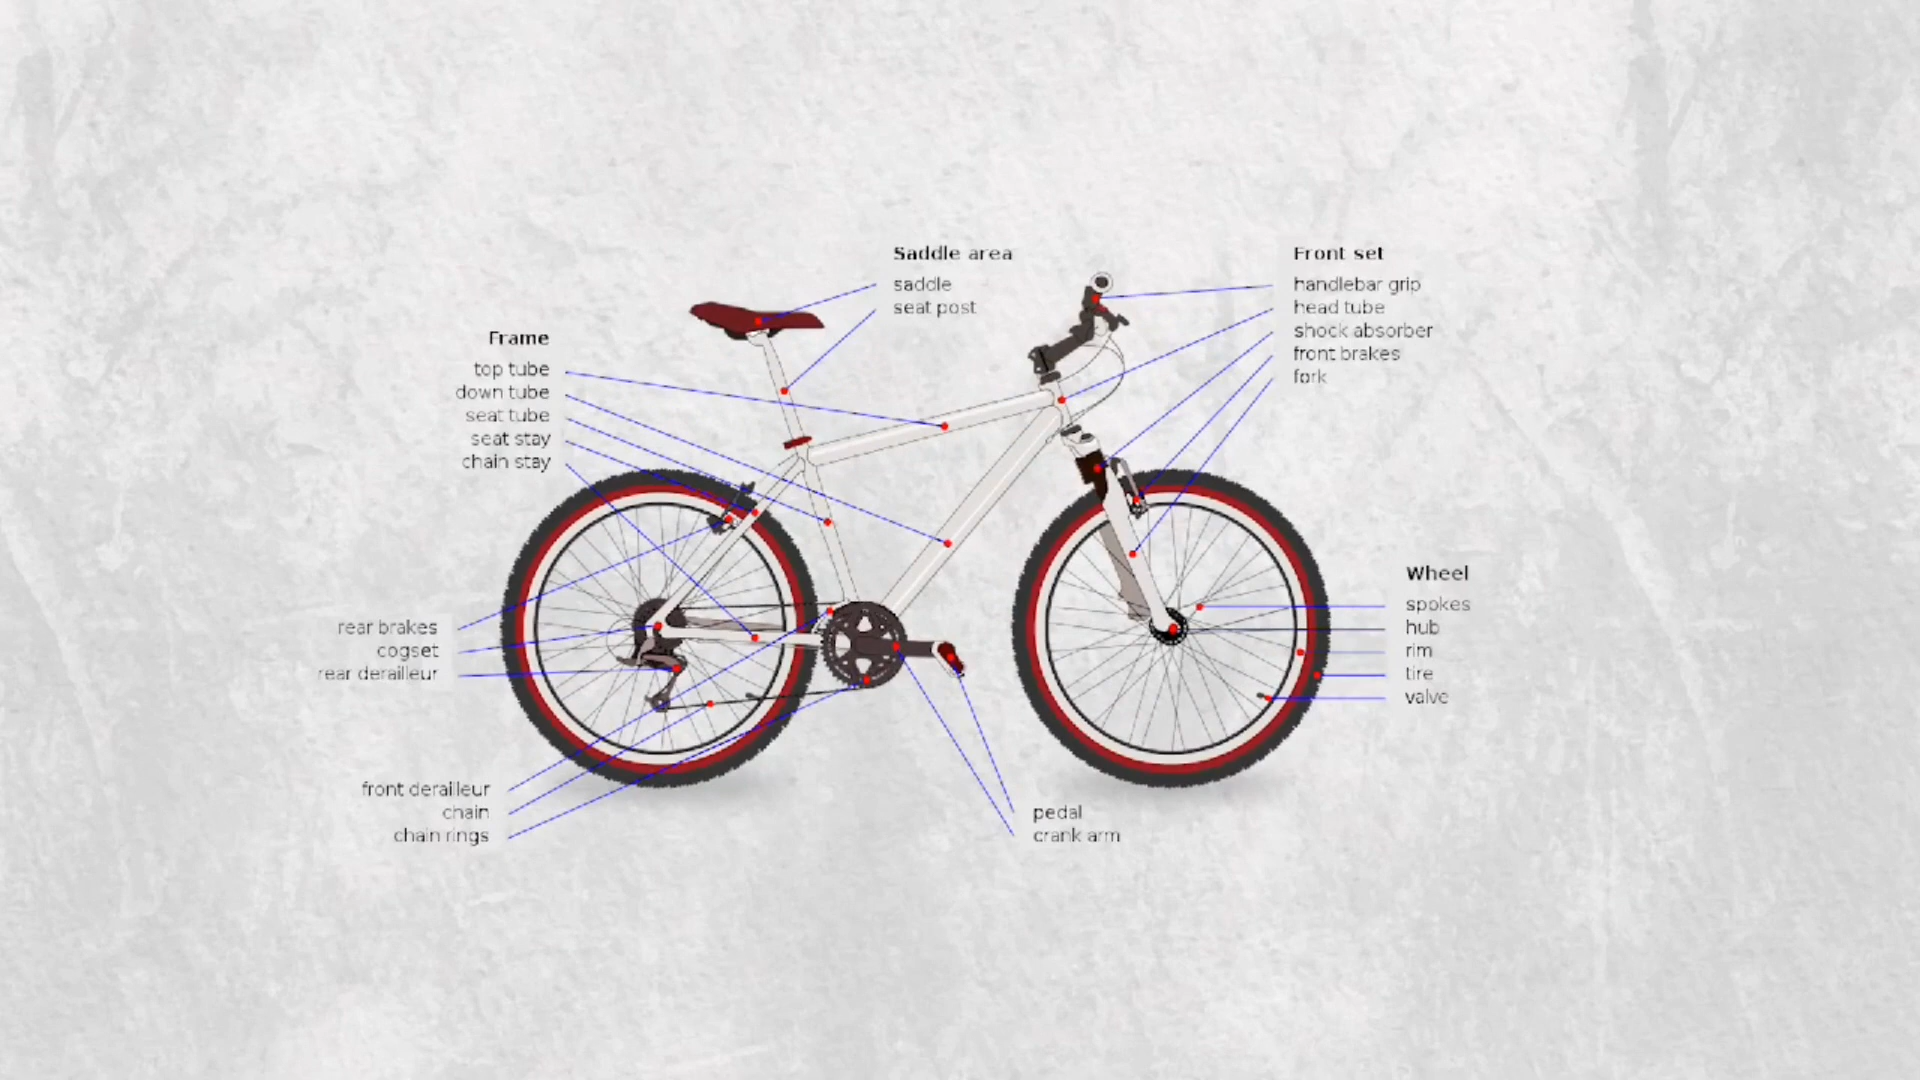 Saddle area
saddle
seat post
Front set
handlebar grip
head tube
shock absorber
front brakes
fork
Frame
top tube
down tube
seat tube
seat stay
chain stay
Wheel
spokes
hub
rim
tire
valve
rear brakes
cogset
rear derailleur
front derailleur
chain
chain rings
pedal
crank arm